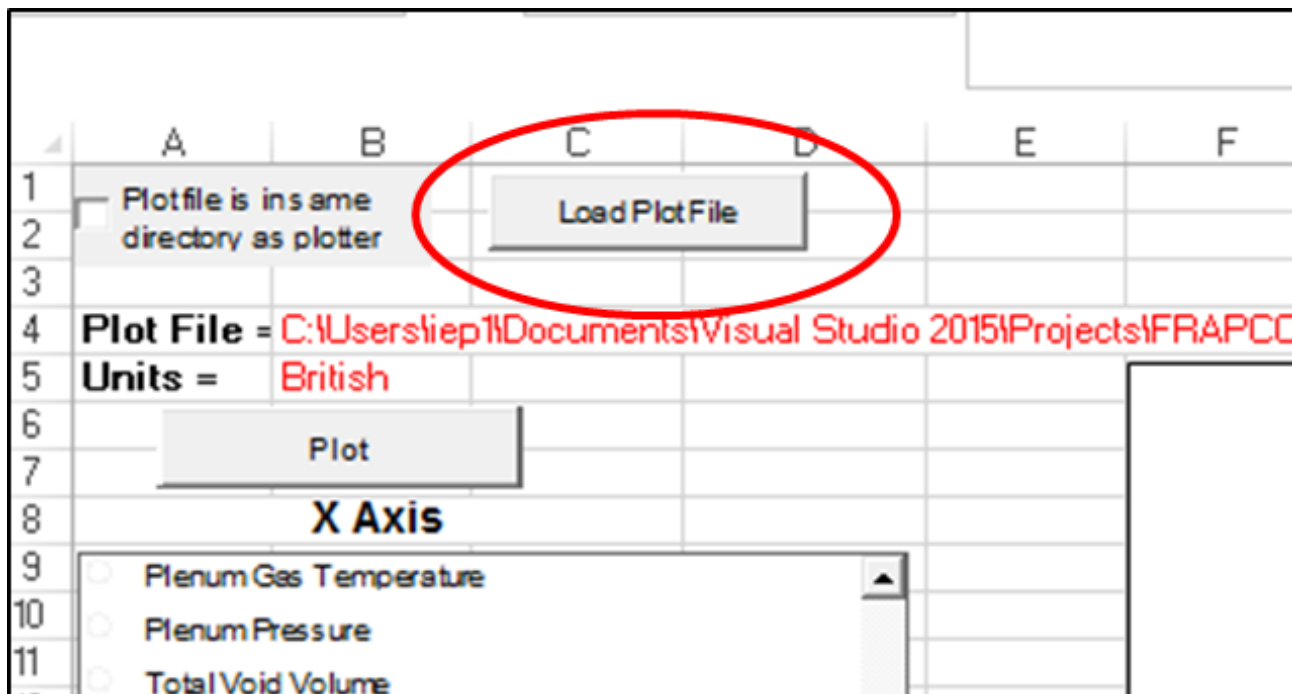 A B C D E F
1 Plotfile is in same Load Plot File
2 directory as plotter
3
4 Plot File = C:\Users\iep1\Documents\Visual Studio 2015\Projects\FRAPCO
5 Units = British
6
Plot
7
8 X Axis
9 Plenum Gas Temperature
10 Plenum Pressure
11 Total Void Volume